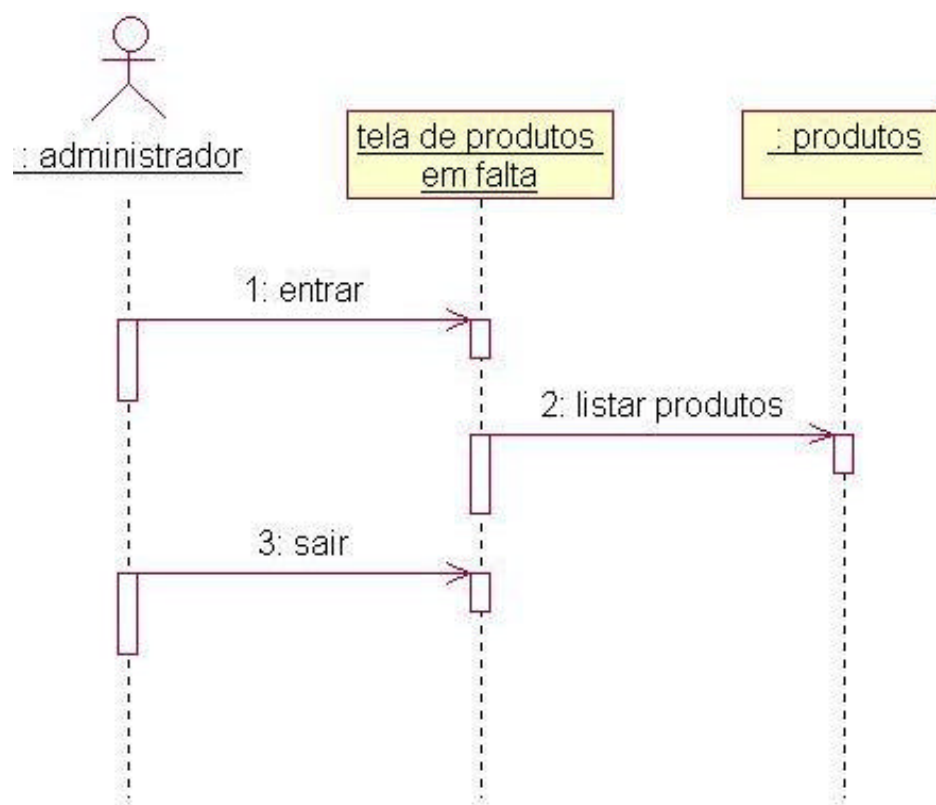 : administrador
tela de produtos
em falta
: produtos
1: entrar
2: listar produtos
3: sair